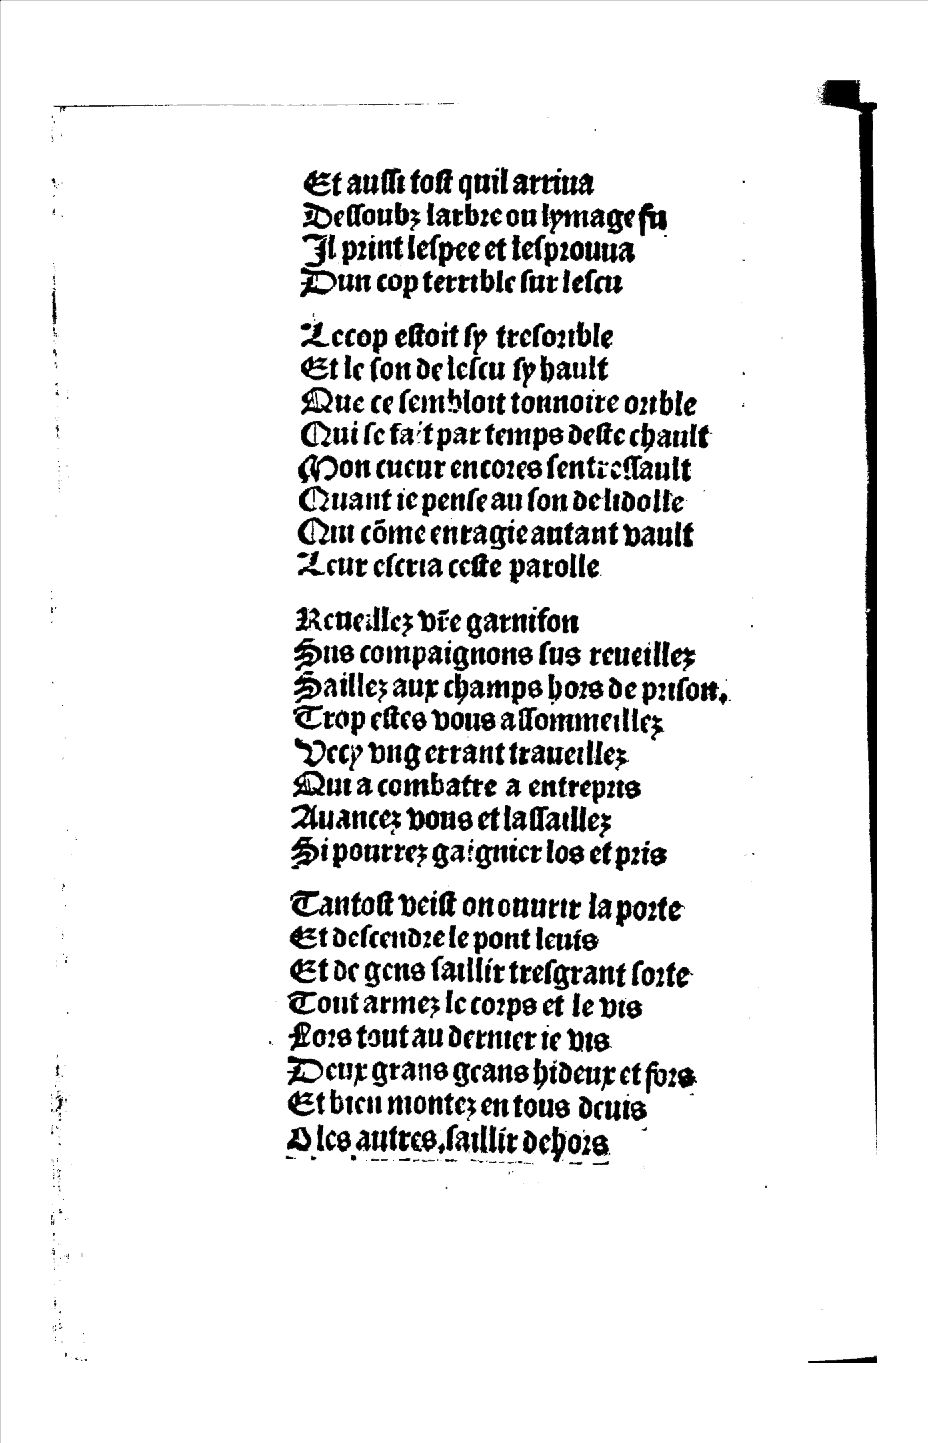 Et aussi tost quil arriua
Dessoubz larbre ou lymage fu
Il print lespee et lesprouua
Dun cop terrible sur lescu
Le cop estoit sy tresorrible
Et le son de lescu sy hault
Que ce sembloit tonnoire orrible
Qui se fait par temps deste chault
Mon cueur encores sent ressault
Quant ie pense au son de lidolle
Qui cõme enragie autant vault
Leur escria ceste parolle
Reueillez vr̃e garnison
Sus compaignons sus reueillez
Saillez aux champs hors de prison.
Trop estes vous assommeillez
Vecy vng errant traueillez
Qui a combatre a entrepris
Auancez vous et lassaillez
Si pourrez gaignier los et pris
Tantost veist on ouurir la porte
Et descendre le pont leuis
Et de gens saillir tresgrant sorte
Tout armez le corps et le vis
Lors tout au dernier ie vis
Deux grans geans hideux et fors
Et bien montez en tous deuis
O les autres, saillir dehors